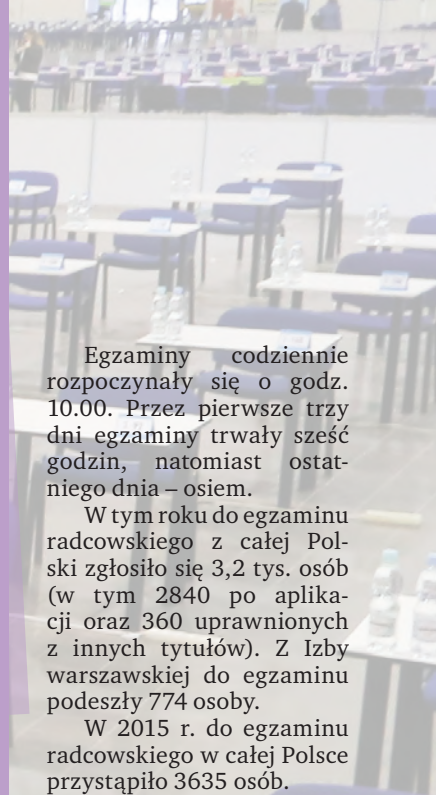 Egzaminy codziennie
rozpoczynały się o godz.
10.00. Przez pierwsze trzy
dni egzaminy trwały sześć
godzin, natomiast ostat-
niego dnia – osiem.
W tym roku do egzaminu
radcowskiego z całej Pol-
ski zgłosiło się 3,2 tys. osób
(w tym 2840 po aplika-
cji oraz 360 uprawnionych
z innych tytułów). Z Izby
warszawskiej do egzaminu
podeszły 774 osoby.
W 2015 r. do egzaminu
radcowskiego w całej Polsce
przystąpiło 3635 osób.